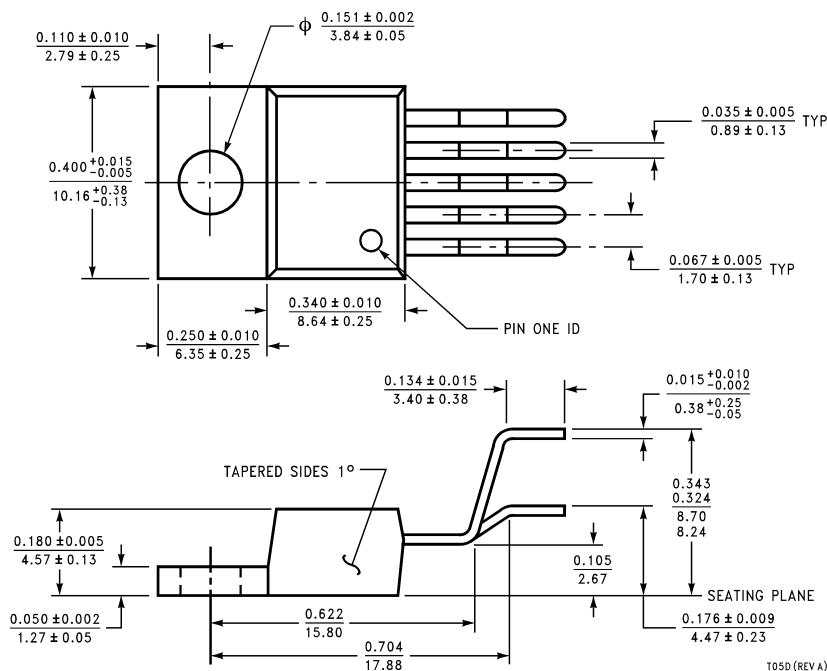 ϕ 0.151 ± 0.002
3.84 ± 0.05
0.110 ± 0.010
2.79 ± 0.25
0.035 ± 0.005 TYP
0.89 ± 0.13
0.400 +0.015 -0.005
10.16 +0.38 -0.13
0.067 ± 0.005 TYP
1.70 ± 0.13
0.340 ± 0.010
8.64 ± 0.25
PIN ONE ID
0.250 ± 0.010
6.35 ± 0.25
0.134 ± 0.015
3.40 ± 0.38
0.015 +0.010 -0.002
0.38 +0.25 -0.05
TAPERED SIDES 1°
0.343
0.324
8.70
8.24
0.180 ± 0.005
4.57 ± 0.13
0.105
2.67
SEATING PLANE
0.050 ± 0.002
1.27 ± 0.05
0.622
15.80
0.176 ± 0.009
4.47 ± 0.23
0.704
17.88
T05D (REV A)